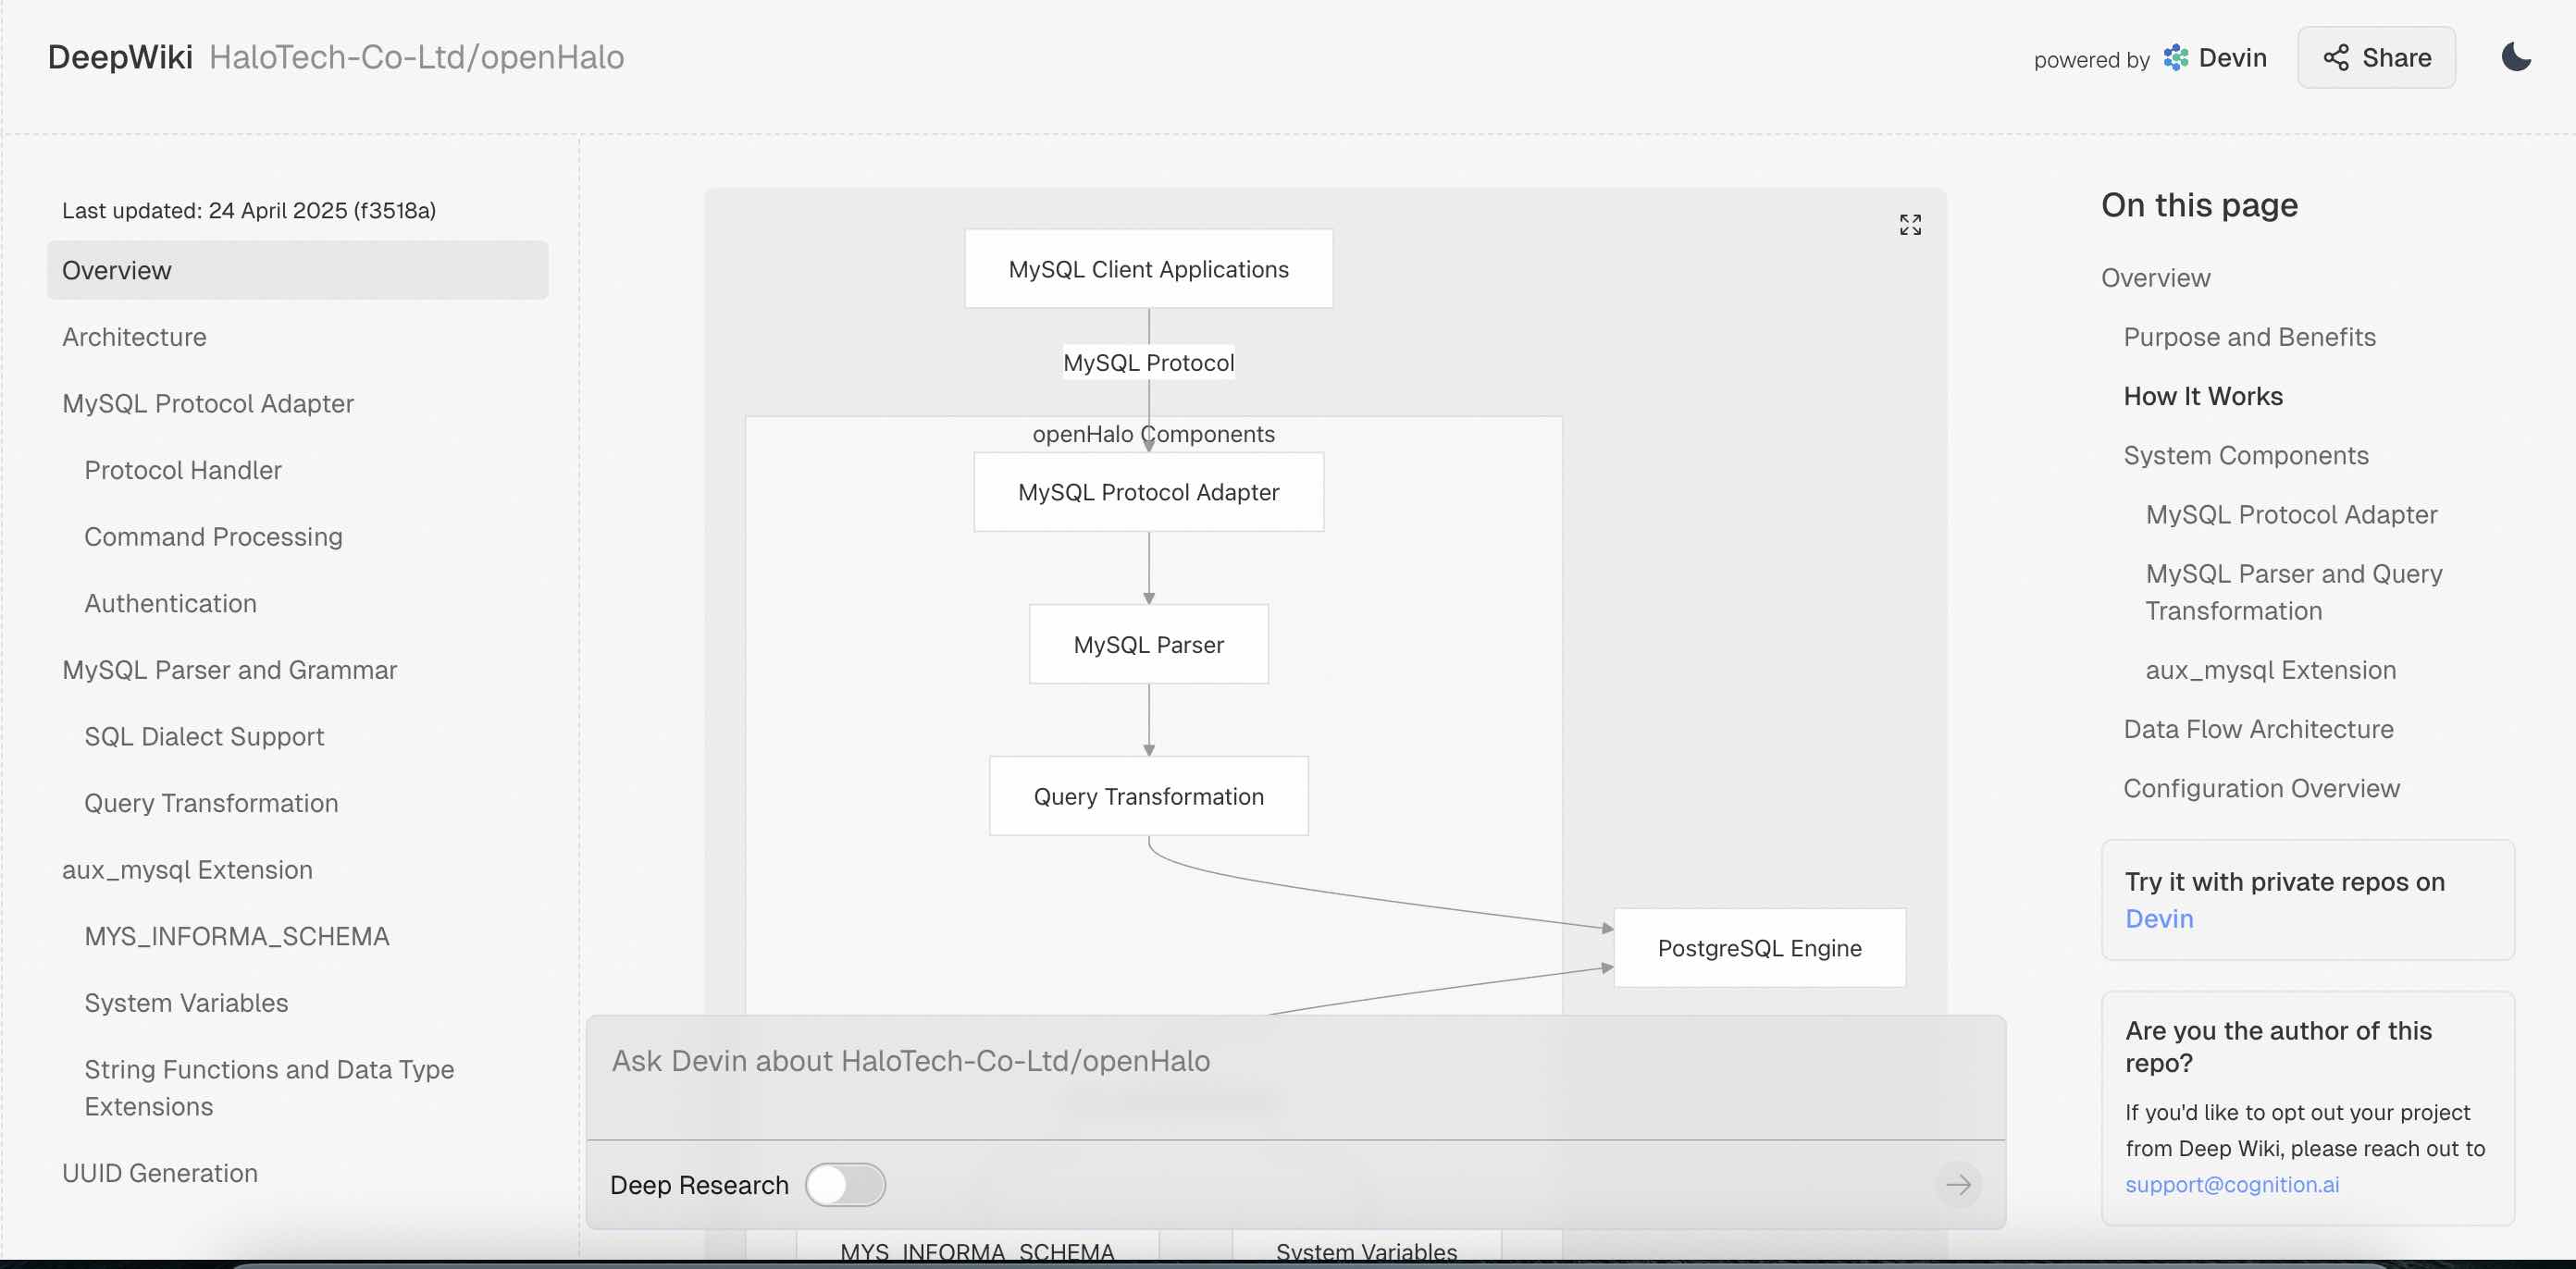 DeepWiki HaloTech-Co-Ltd/openHalo
powered by Devin
Share
Last updated: 24 April 2025 (f3518a)
Overview
Architecture
MySQL Protocol Adapter
Protocol Handler
Command Processing
Authentication
MySQL Parser and Grammar
SQL Dialect Support
Query Transformation
aux_mysql Extension
MYS_INFORMA_SCHEMA
System Variables
String Functions and Data Type
Extensions
UUID Generation
MySQL Client Applications
MySQL Protocol
openHalo Components
MySQL Protocol Adapter
MySQL Parser
Query Transformation
PostgreSQL Engine
Ask Devin about HaloTech-Co-Ltd/openHalo
Deep Research
MYS_INFORMA_SCHEMA
System Variables
On this page
Overview
Purpose and Benefits
How It Works
System Components
MySQL Protocol Adapter
MySQL Parser and Query
Transformation
aux_mysql Extension
Data Flow Architecture
Configuration Overview
Try it with private repos on
Devin
Are you the author of this
repo?
If you'd like to opt out your project
from Deep Wiki, please reach out to
support@cognition.ai